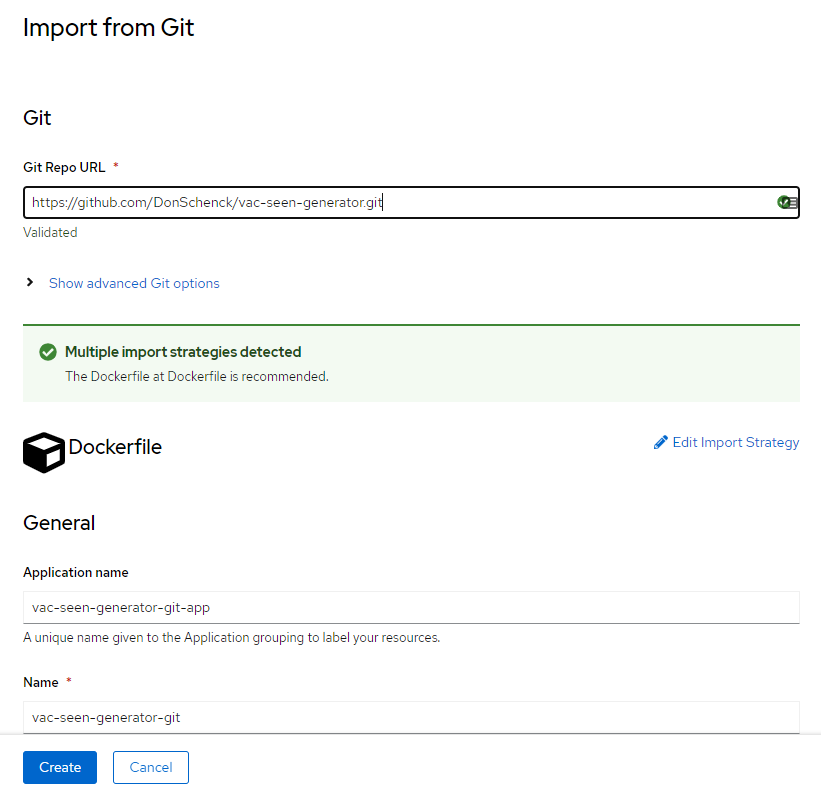 Import from Git
Git
Git Repo URL *
https://github.com/DonSchenck/vac-seen-generator.git
Validated
Show advanced Git options
Multiple import strategies detected
The Dockerfile at Dockerfile is recommended.
Dockerfile
Edit Import Strategy
General
Application name
vac-seen-generator-git-app
A unique name given to the Application grouping to label your resources.
Name *
vac-seen-generator-git
Create
Cancel